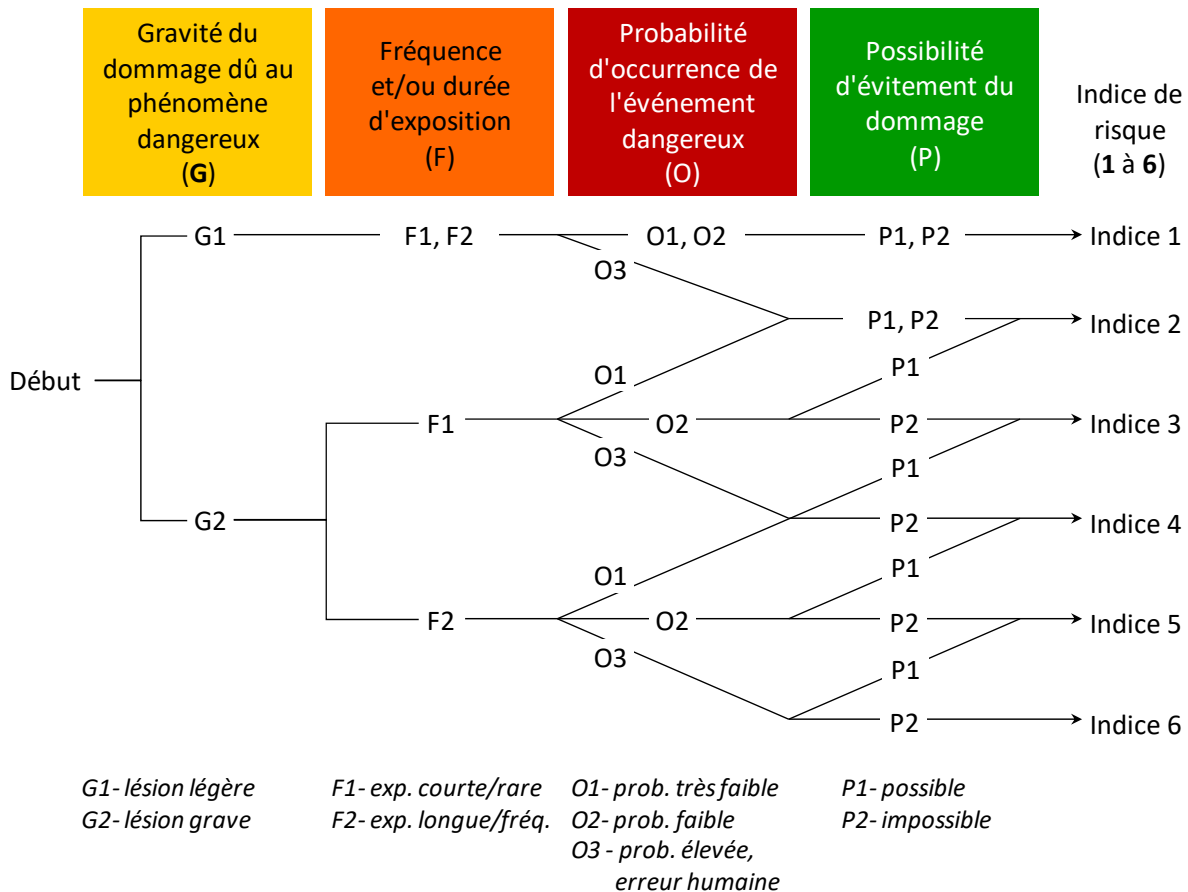 Gravité du
dommage dû au
phénomène
dangereux
(G)
Fréquence
et/ou durée
d'exposition
(F)
Probabilité
d'occurrence de
l'événement
dangereux
(O)
Possibilité
d'évitement du
dommage
(P)
Indice de
risque
(1 à 6)
G1
F1, F2
O1, O2
P1, P2
Indice 1
O3
P1, P2
Indice 2
Début
O1
P1
F1
O2
P2
Indice 3
O3
P1
G2
P2
Indice 4
O1
P1
F2
O2
P2
Indice 5
O3
P1
P2
Indice 6
G1- lésion légère
G2- lésion grave
F1- exp. courte/rare
F2- exp. longue/fréq.
O1- prob. très faible
O2- prob. faible
O3 - prob. élevée,
erreur humaine
P1- possible
P2- impossible